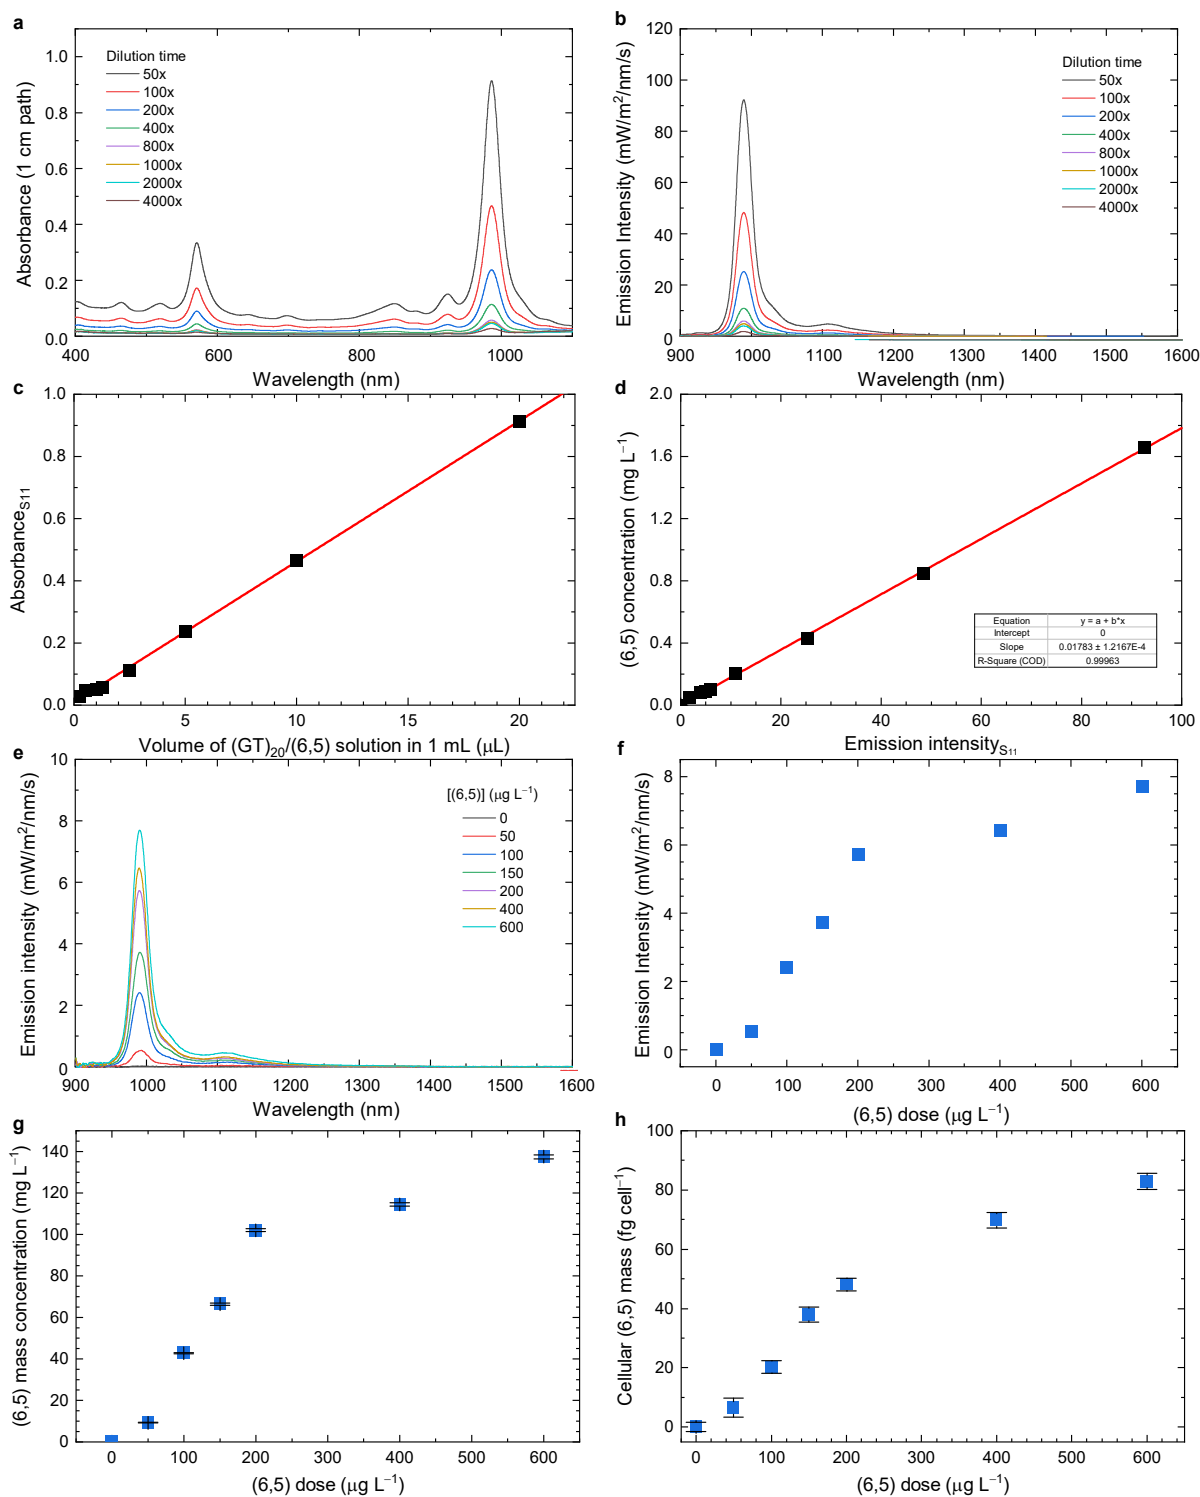 a
Absorbance (1 cm path)
1.0
0.8
0.6
0.4
0.2
0.0
Dilution time
50x
100x
200x
400x
800x
1000x
2000x
4000x
400
600
800
1000
Wavelength (nm)
b
Emission Intensity (mW/m²/nm/s)
120
100
80
60
40
20
0
Dilution time
50x
100x
200x
400x
800x
1000x
2000x
4000x
900
1000
1100
1200
1300
1400
1500
1600
Wavelength (nm)
c
Absorbance_S11
1.0
0.8
0.6
0.4
0.2
0.0
0
5
10
15
20
Volume of (GT)₂₀/(6,5) solution in 1 mL (μL)
d
(6,5) concentration (mg L⁻¹)
2.0
1.6
1.2
0.8
0.4
0.0
Equation y = a + b*x
Intercept 0
Slope 0.01783 ± 1.2167E-4
R-Square (COD) 0.99963
0
20
40
60
80
100
Emission intensity_S11
e
Emission intensity (mW/m²/nm/s)
10
8
6
4
2
0
[(6,5)] (μg L⁻¹)
0
50
100
150
200
400
600
900
1000
1100
1200
1300
1400
1500
1600
Wavelength (nm)
f
Emission Intensity (mW/m²/nm/s)
8
6
4
2
0
0
100
200
300
400
500
600
(6,5) dose (μg L⁻¹)
g
(6,5) mass concentration (mg L⁻¹)
140
120
100
80
60
40
20
0
0
100
200
300
400
500
600
(6,5) dose (μg L⁻¹)
h
Cellular (6,5) mass (fg cell⁻¹)
100
80
60
40
20
0
0
100
200
300
400
500
600
(6,5) dose (μg L⁻¹)